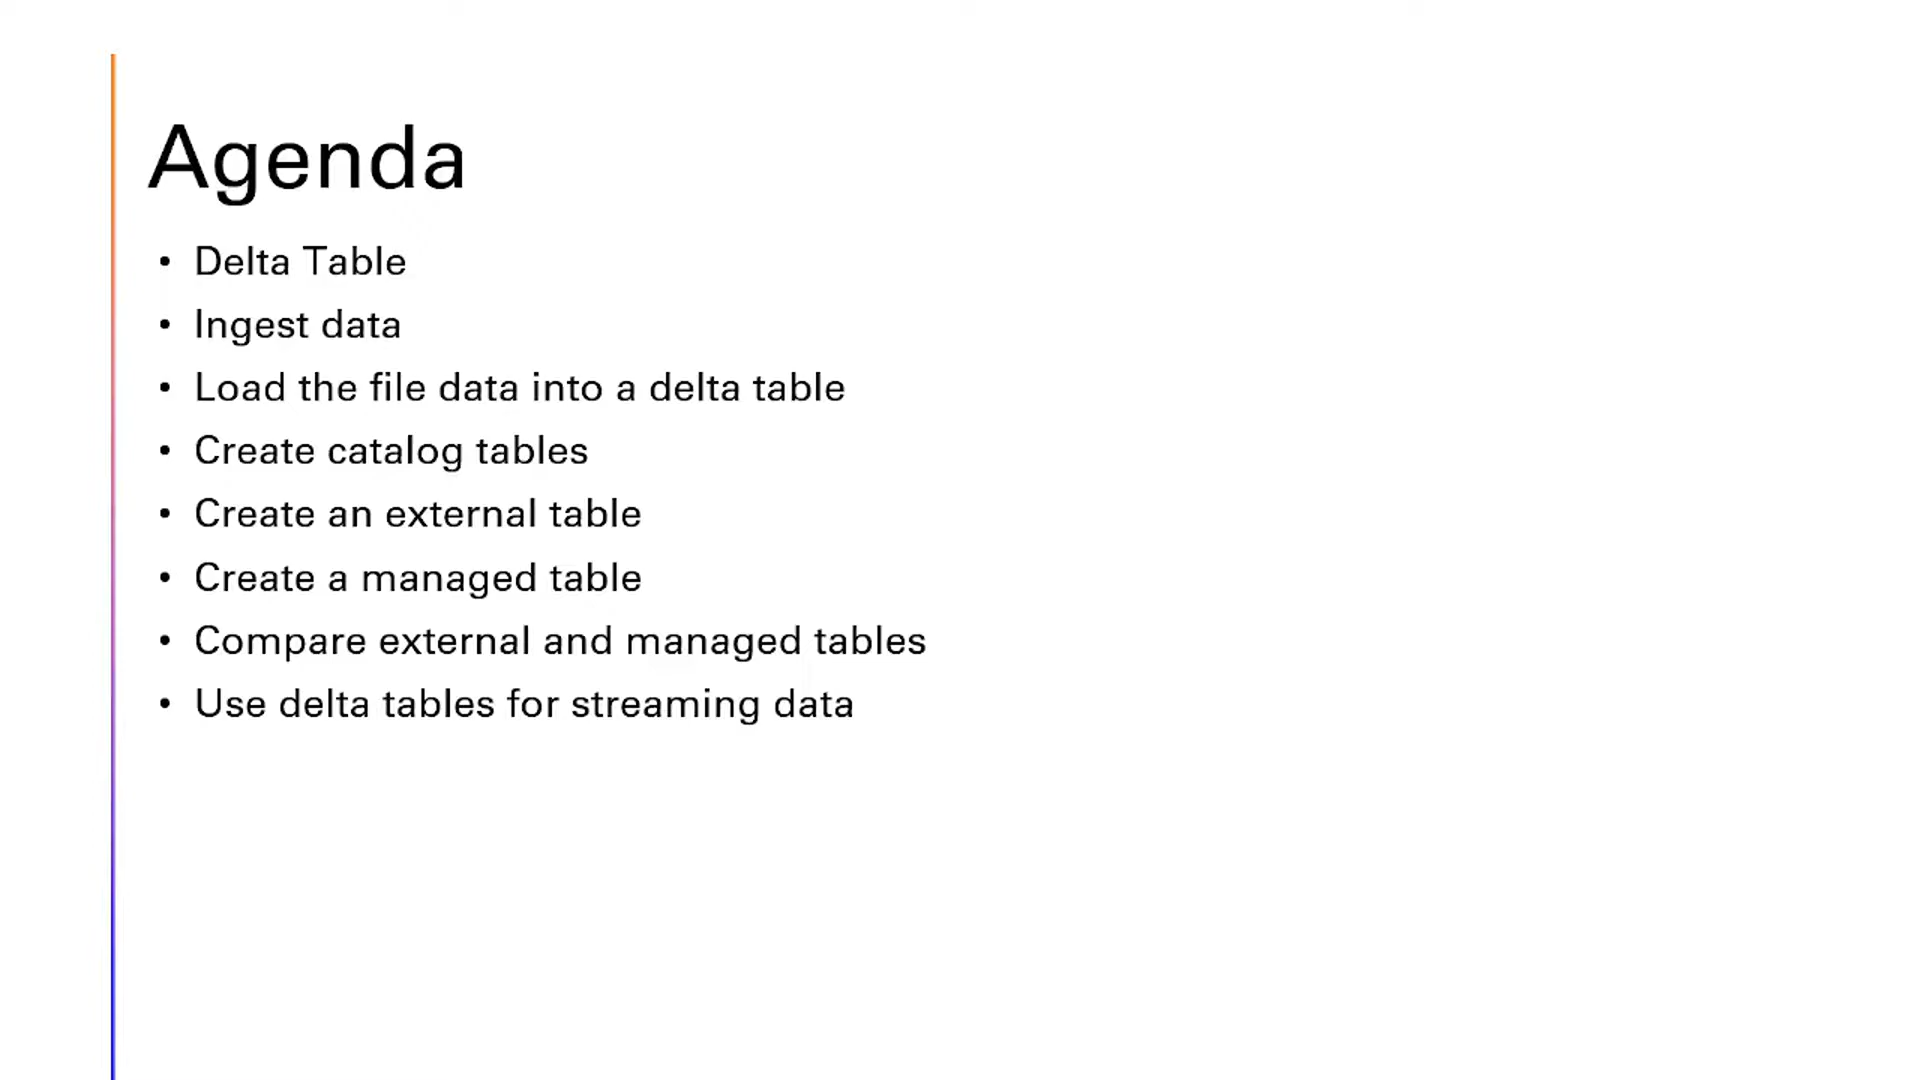 Agenda
• Delta Table
• Ingest data
• Load the file data into a delta table
• Create catalog tables
• Create an external table
• Create a managed table
• Compare external and managed tables
• Use delta tables for streaming data